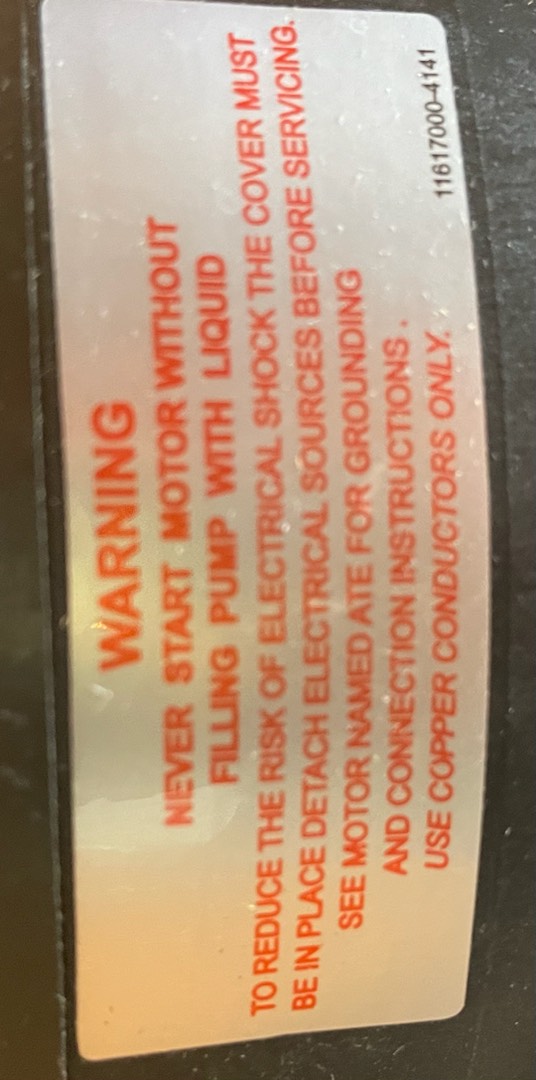 WARNING
NEVER START MOTOR WITHOUT
FILLING PUMP WITH LIQUID
TO REDUCE THE RISK OF ELECTRICAL SHOCK THE COVER MUST
BE IN PLACE DETACH ELECTRICAL SOURCES BEFORE SERVICING.
SEE MOTOR NAMED ATE FOR GROUNDING
AND CONNECTION INSTRUCTIONS .
USE COPPER CONDUCTORS ONLY.
11617000-4141